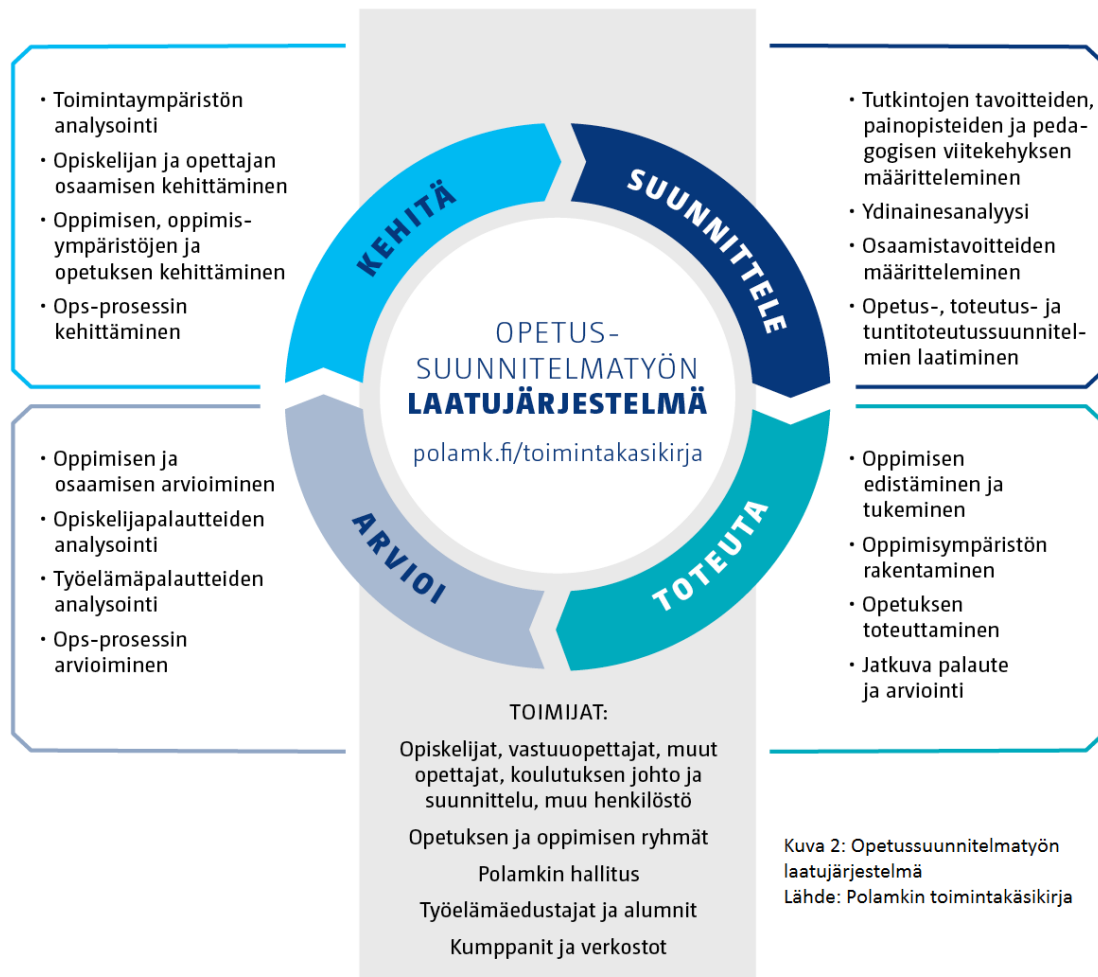 • Toimintaympäristön
analysointi
• Opiskelijan ja opettajan
osaamisen kehittäminen
• Oppimisen, oppimis-
ympäristöjen ja
opetuksen kehittäminen
• Ops-prosessin
kehittäminen
• Tutkintojen tavoitteiden,
painopisteiden ja peda-
gogisen viitekehyksen
määritteleminen
• Ydinainesanalyysi
• Osaamistavoitteiden
määritteleminen
• Opetus-, toteutus- ja
tuntitoteutussuunnitel-
mien laatiminen
KEHITÄ
SUUNNITTELE
OPETUS-
SUUNNITELMATYÖN
LAATUJÄRJESTELMÄ
polamk.fi/toimintakasikirja
ARVIOI
TOTEUTA
• Oppimisen ja
osaamisen arvioiminen
• Opiskelijapalautteiden
analysointi
• Työelämäpalautteiden
analysointi
• Ops-prosessin
arvioiminen
• Oppimisen
edistäminen ja
tukeminen
• Oppimisympäristön
rakentaminen
• Opetuksen
toteuttaminen
• Jatkuva palaute
ja arviointi
TOIMIJAT:
Opiskelijat, vastuuopettajat, muut
opettajat, koulutuksen johto ja
suunnittelu, muu henkilöstö
Opetuksen ja oppimisen ryhmät
Polamkin hallitus
Työelämäedustajat ja alumnit
Kumppanit ja verkostot
Kuva 2: Opetussuunnitelmatyön
laatujärjestelmä
Lähde: Polamkin toimintakäsikirja